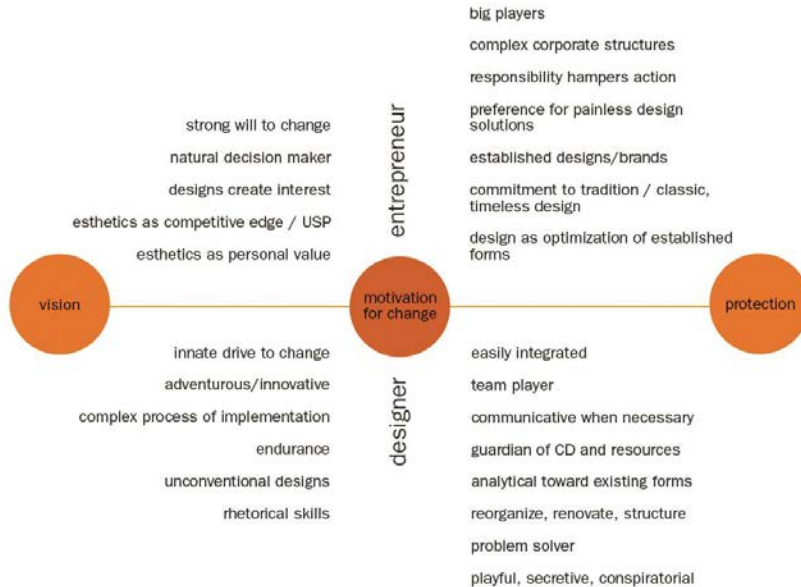 big players
complex corporate structures
responsibility hampers action
preference for painless design
solutions
established designs/brands
commitment to tradition / classic,
timeless design
design as optimization of established
forms
strong will to change
natural decision maker
designs create interest
esthetics as competitive edge / USP
esthetics as personal value
entrepreneur
vision
motivation
for change
protection
designer
innate drive to change
adventurous/innovative
complex process of implementation
endurance
unconventional designs
rhetorical skills
easily integrated
team player
communicative when necessary
guardian of CD and resources
analytical toward existing forms
reorganize, renovate, structure
problem solver
playful, secretive, conspiratorial